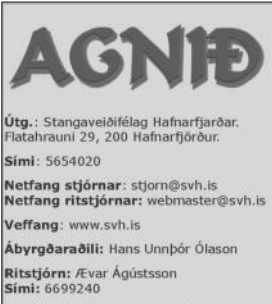 AGNIÐ
Útg.: Stangaveiðifélag Hafnarfjarðar.
Flatahrauni 29, 200 Hafnarfjörður.
Sími: 5654020
Netfang stjórnar: stjorn@svh.is
Netfang ritstjórnar: webmaster@svh.is
Veffang: www.svh.is
Ábyrgðaraðili: Hans Unnþór Ólason
Ritstjórn: Ævar Ágústsson
Sími: 6699240